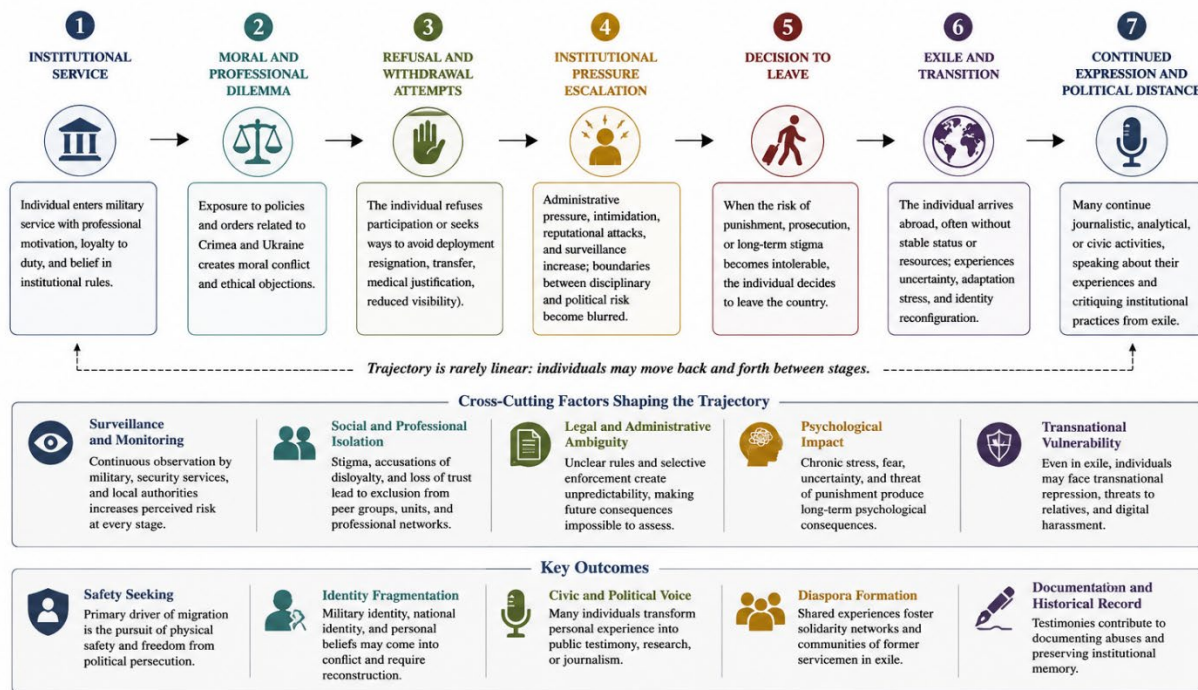 1
INSTITUTIONAL
SERVICE
Individual enters military
service with professional
motivation, loyalty to
duty, and belief in
institutional rules.
2
MORAL AND
PROFESSIONAL
DILEMMA
Exposure to policies
and orders related to
Crimea and Ukraine
creates moral conflict
and ethical objections.
3
REFUSAL AND
WITHDRAWAL
ATTEMPTS
The individual refuses
participation or seeks
ways to avoid deployment
resignation, transfer,
medical justification,
reduced visibility).
4
INSTITUTIONAL
PRESSURE
ESCALATION
Administrative
pressure, intimidation,
reputational attacks,
and surveillance
increase; boundaries
between disciplinary
and political risk
become blurred.
5
DECISION TO
LEAVE
When the risk of
punishment, prosecution,
or long-term stigma
becomes intolerable,
the individual decides
to leave the country.
6
EXILE AND
TRANSITION
The individual arrives
abroad, often without
stable status or
resources; experiences
uncertainty, adaptation
stress, and identity
reconfiguration.
7
CONTINUED
EXPRESSION AND
POLITICAL DISTANCE
Many continue
journalistic, analytical,
or civic activities,
speaking about their
experiences and
critiquing institutional
practices from exile.
Trajectory is rarely linear: individuals may move back and forth between stages.
Cross-Cutting Factors Shaping the Trajectory
Surveillance
and Monitoring
Continuous observation by
military, security services,
and local authorities
increases perceived risk
at every stage.
Social and Professional
Isolation
Stigma, accusations of
disloyalty, and loss of trust
lead to exclusion from
peer groups, units, and
professional networks.
Legal and Administrative
Ambiguity
Unclear rules and selective
enforcement create
unpredictability, making
future consequences
impossible to assess.
Psychological
Impact
Chronic stress, fear,
uncertainty, and threat
of punishment produce
long-term psychological
consequences.
Transnational
Vulnerability
Even in exile, individuals
may face transnational
repression, threats to
relatives, and digital
harassment.
Key Outcomes
Safety Seeking
Primary driver of migration
is the pursuit of physical
safety and freedom from
political persecution.
Identity Fragmentation
Military identity, national
identity, and personal
beliefs may come into
conflict and require
reconstruction.
Civic and Political Voice
Many individuals transform
personal experience into
public testimony, research,
or journalism.
Diaspora Formation
Shared experiences foster
solidarity networks and
communities of former
servicemen in exile.
Documentation and
Historical Record
Testimonies contribute to
documenting abuses and
preserving institutional
memory.